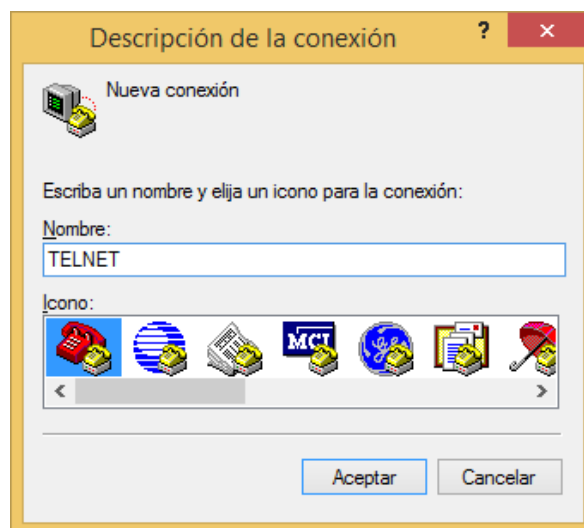 Descripción de la conexión
?
Nueva conexión
Escriba un nombre y elija un icono para la conexión:
Nombre:
TELNET
Icono:
MCI
Aceptar
Cancelar